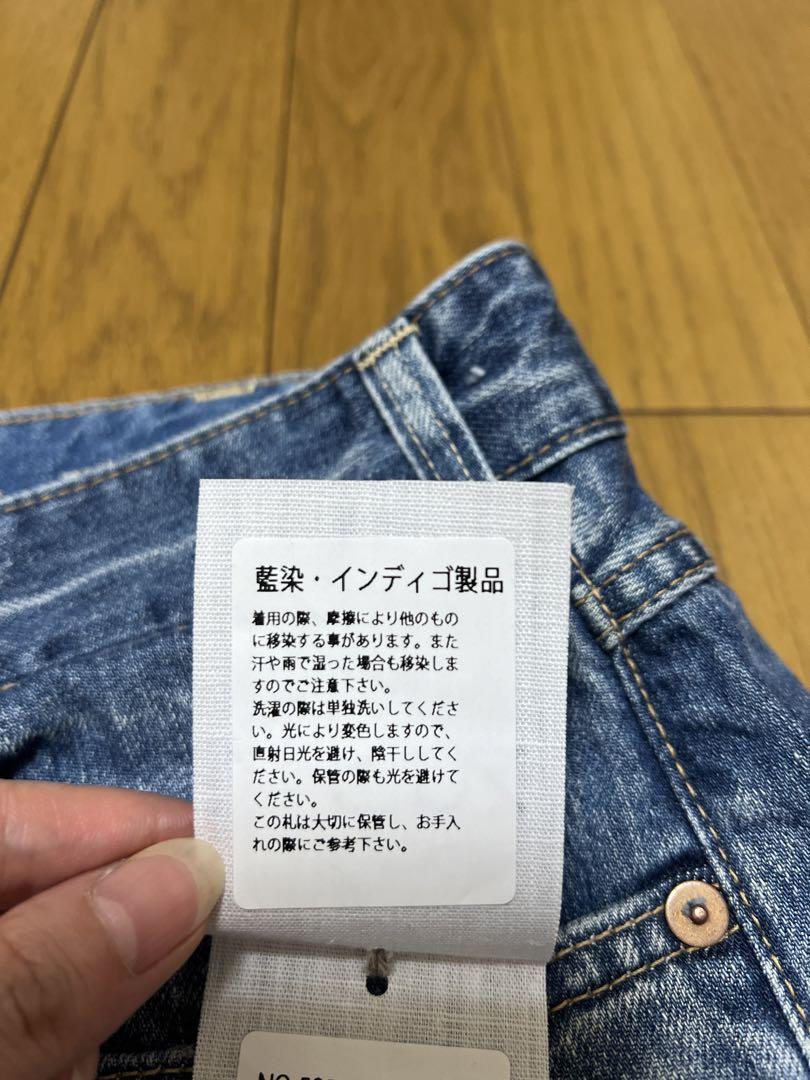 藍染・インディゴ製品
着用の際、摩擦により他のもの
に移染する事があります。また
汗や雨で湿った場合も移染しま
すのでご注意下さい。
洗濯の際は単独洗いしてくださ
い。光により変色しますので、
直射日光を避け、陰干ししてく
ださい。保管の際も光を避けて
ください。
この札は大切に保管し、お手入
れの際にご参考下さい。